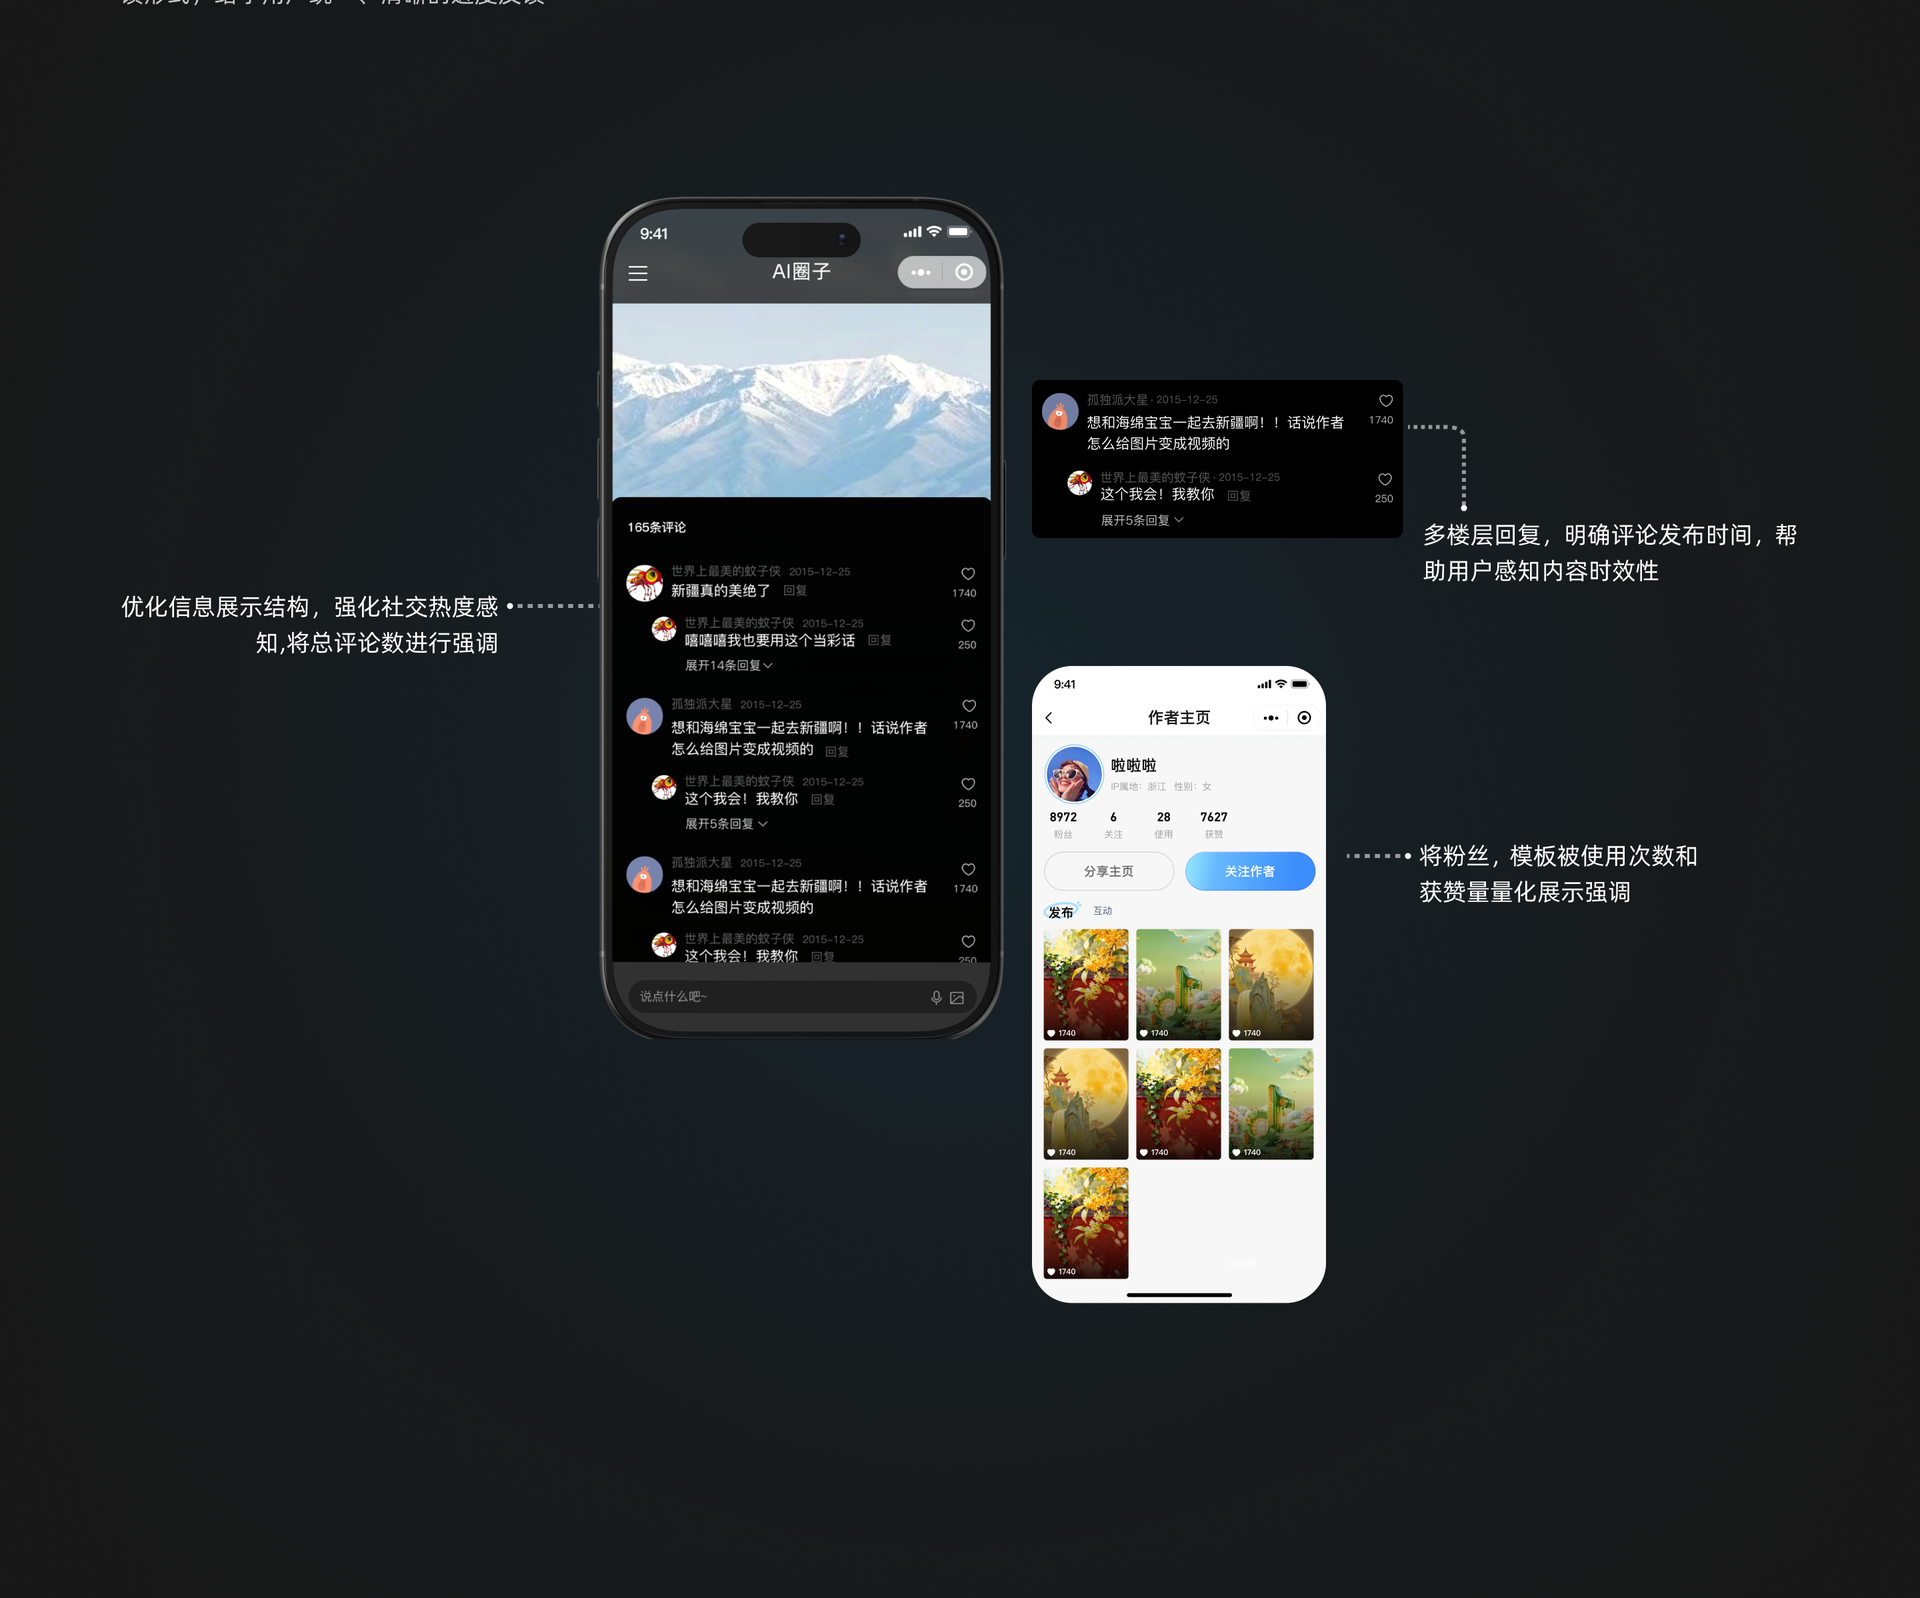 9:41
AI圈子
165条评论
世界上最美的蚊子侠 2015-12-25
新疆真的美绝了 回复
1740
世界上最美的蚊子侠 2015-12-25
嘻嘻嘻我也要用这个当彩话 回复
250
展开14条回复
孤独派大星 2015-12-25
想和海绵宝宝一起去新疆啊！！话说作者
1740
怎么给图片变成视频的 回复
世界上最美的蚊子侠 2015-12-25
这个我会！我教你 回复
250
展开5条回复
孤独派大星 2015-12-25
想和海绵宝宝一起去新疆啊！！话说作者
1740
怎么给图片变成视频的
世界上最美的蚊子侠 2015-12-25
这个我会！我教你 回复
250
说点什么吧~
优化信息展示结构，强化社交热度感
知,将总评论数进行强调
孤独派大星·2015-12-25
想和海绵宝宝一起去新疆啊！！话说作者
1740
怎么给图片变成视频的
世界上最美的蚊子侠·2015-12-25
这个我会！我教你 回复
250
展开5条回复
多楼层回复，明确评论发布时间，帮
助用户感知内容时效性
9:41
作者主页
啦啦啦
IP属地：浙江 性别：女
8972 6 28 7627
粉丝 关注 使用 获赞
分享主页 关注作者
发布 互动
1740 1740 1740
1740 1740 1740
1740
将粉丝，模板被使用次数和
获赞量量化展示强调